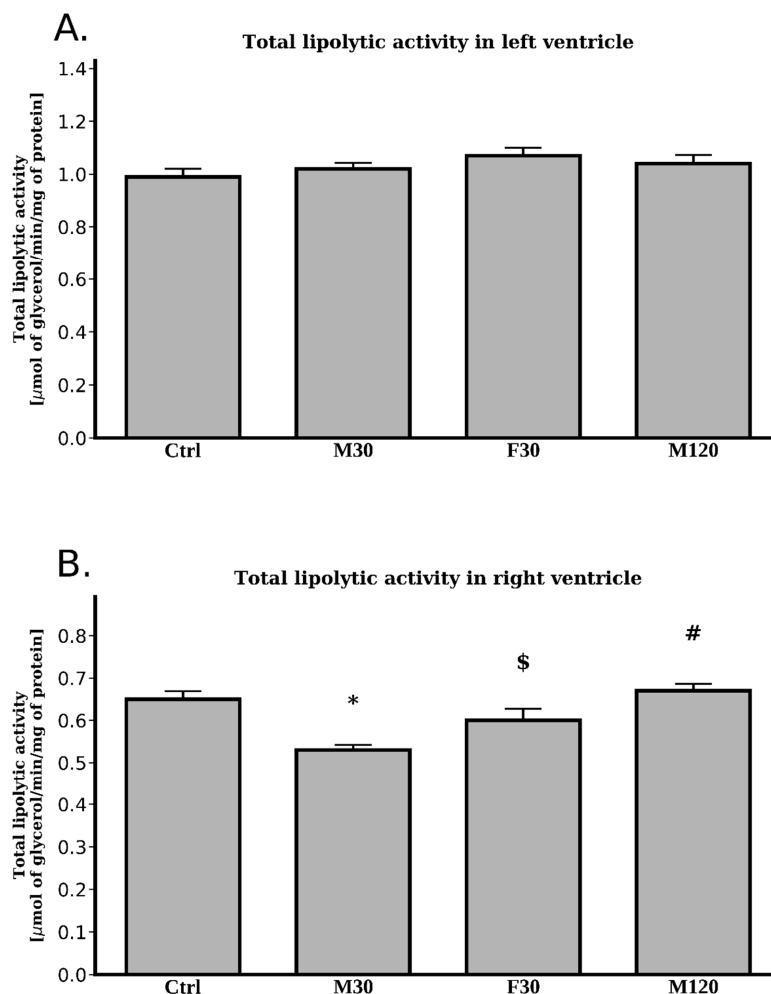 A.
Total lipolytic activity in left ventricle
Total lipolytic activity
[μmol of glycerol/min/mg of protein]
1.4
1.2
1.0
0.8
0.6
0.4
0.2
0.0
Ctrl M30 F30 M120
B.
Total lipolytic activity in right ventricle
Total lipolytic activity
[μmol of glycerol/min/mg of protein]
0.8
0.7
0.6
0.5
0.4
0.3
0.2
0.1
0.0
* $ #
Ctrl M30 F30 M120